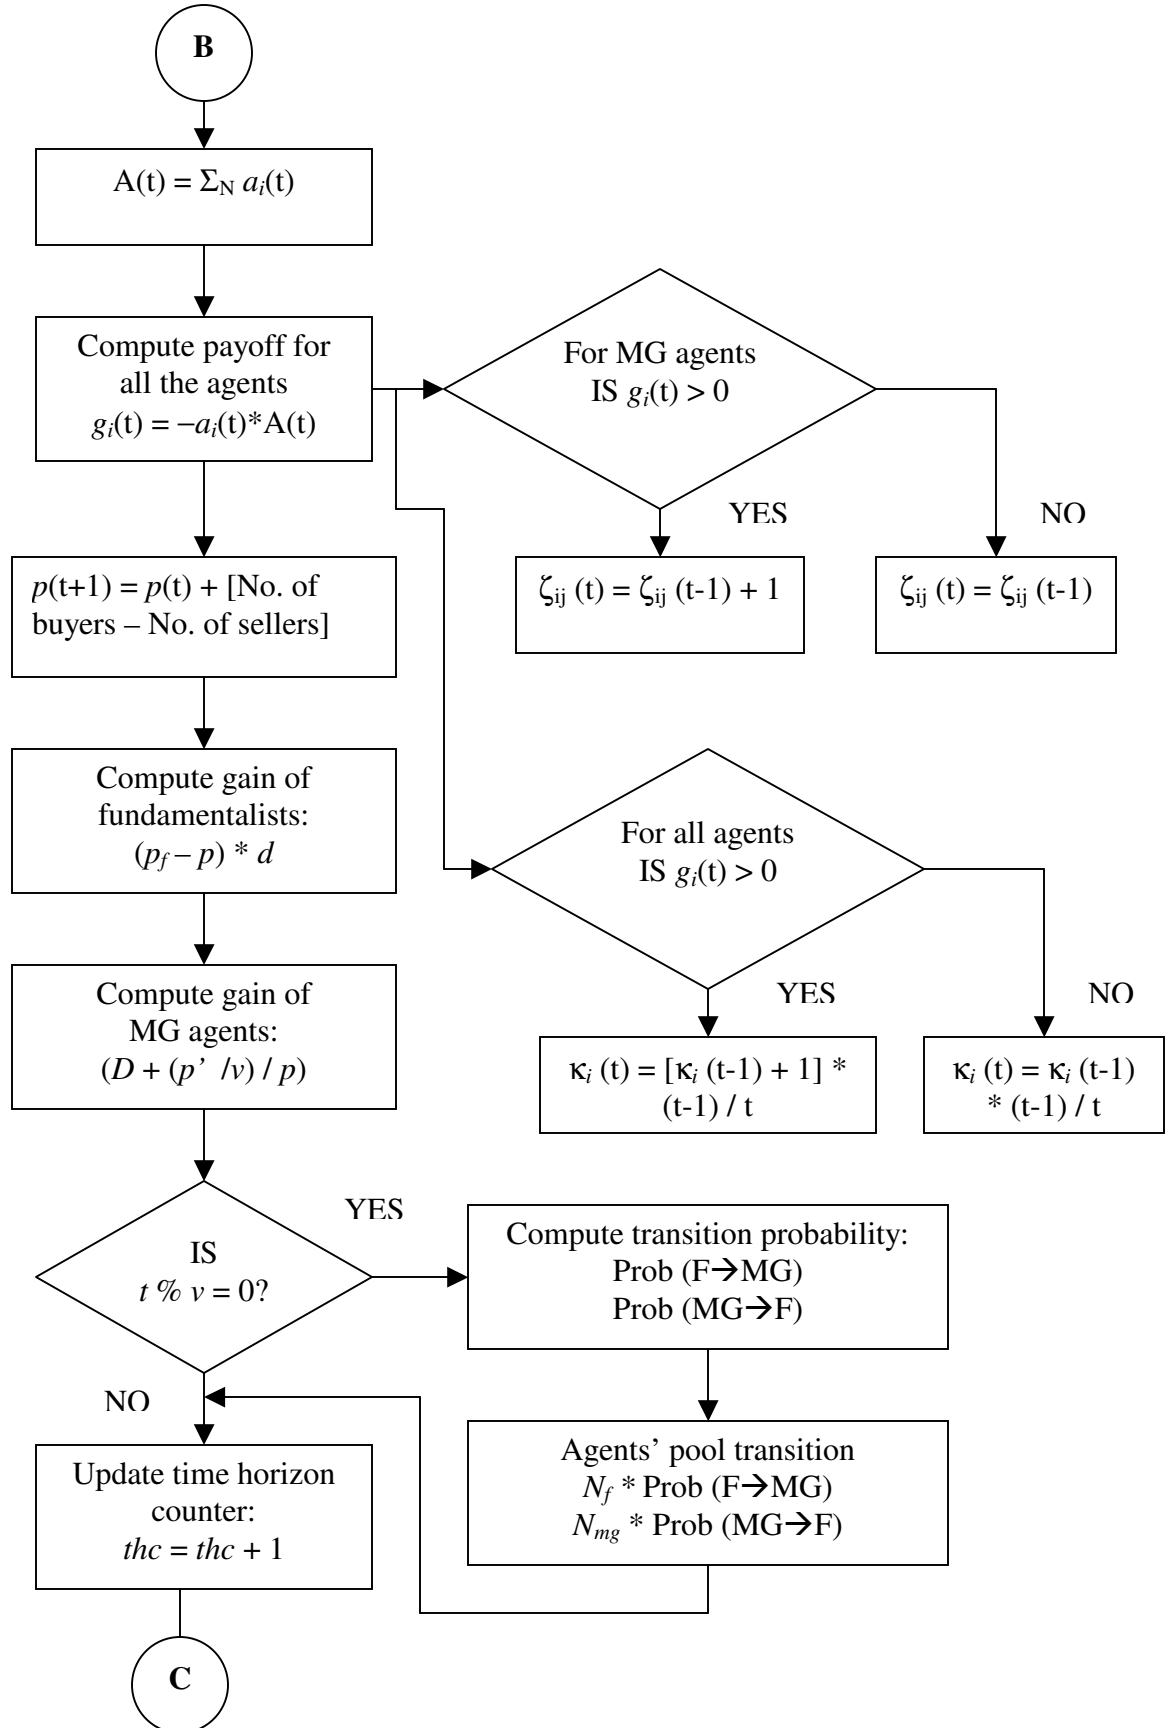 B
A(t) = Σ_N a_i(t)
Compute payoff for
all the agents
g_i(t) = –a_i(t)*A(t)
For MG agents
IS g_i(t) > 0
YES
NO
ζ_ij (t) = ζ_ij (t-1) + 1
ζ_ij (t) = ζ_ij (t-1)
p(t+1) = p(t) + [No. of
buyers – No. of sellers]
Compute gain of
fundamentalists:
(p_f – p) * d
For all agents
IS g_i(t) > 0
YES
NO
κ_i (t) = [κ_i (t-1) + 1] *
(t-1) / t
κ_i (t) = κ_i (t-1)
* (t-1) / t
Compute gain of
MG agents:
(D + (p’ /v) / p)
IS
t % v = 0?
YES
NO
Compute transition probability:
Prob (F→MG)
Prob (MG→F)
Agents’ pool transition
N_f * Prob (F→MG)
N_mg * Prob (MG→F)
Update time horizon
counter:
thc = thc + 1
C